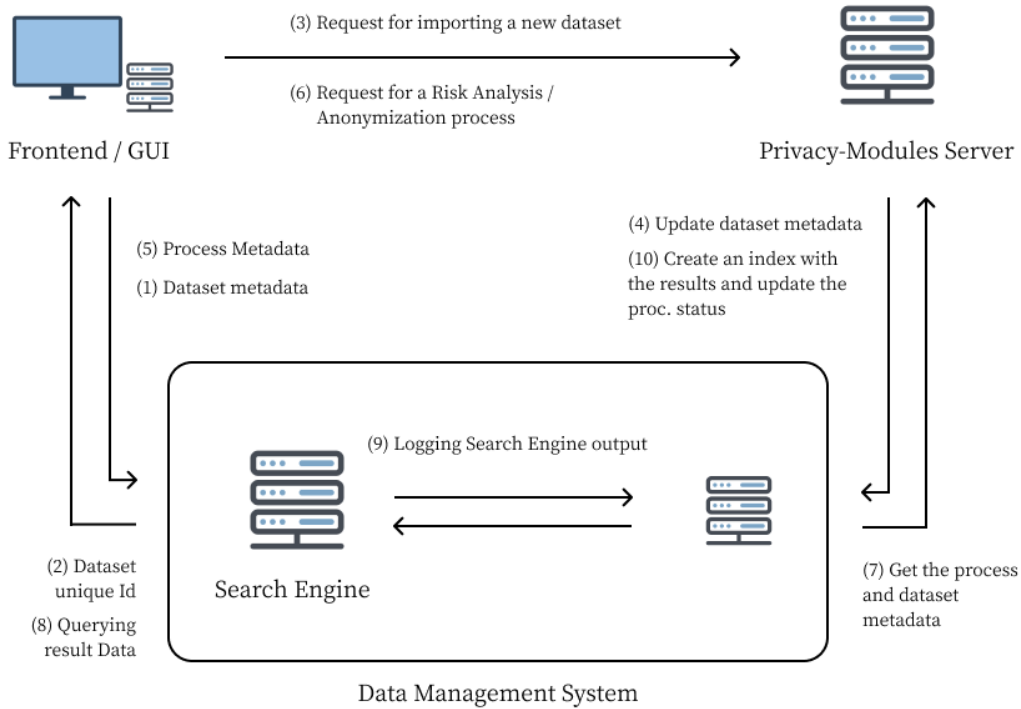 (3) Request for importing a new dataset
(6) Request for a Risk Analysis /
Anonymization process
Frontend / GUI
Privacy-Modules Server
(5) Process Metadata
(1) Dataset metadata
(4) Update dataset metadata
(10) Create an index with
the results and update the
proc. status
(9) Logging Search Engine output
Search Engine
(2) Dataset
unique Id
(8) Querying
result Data
(7) Get the process
and dataset
metadata
Data Management System